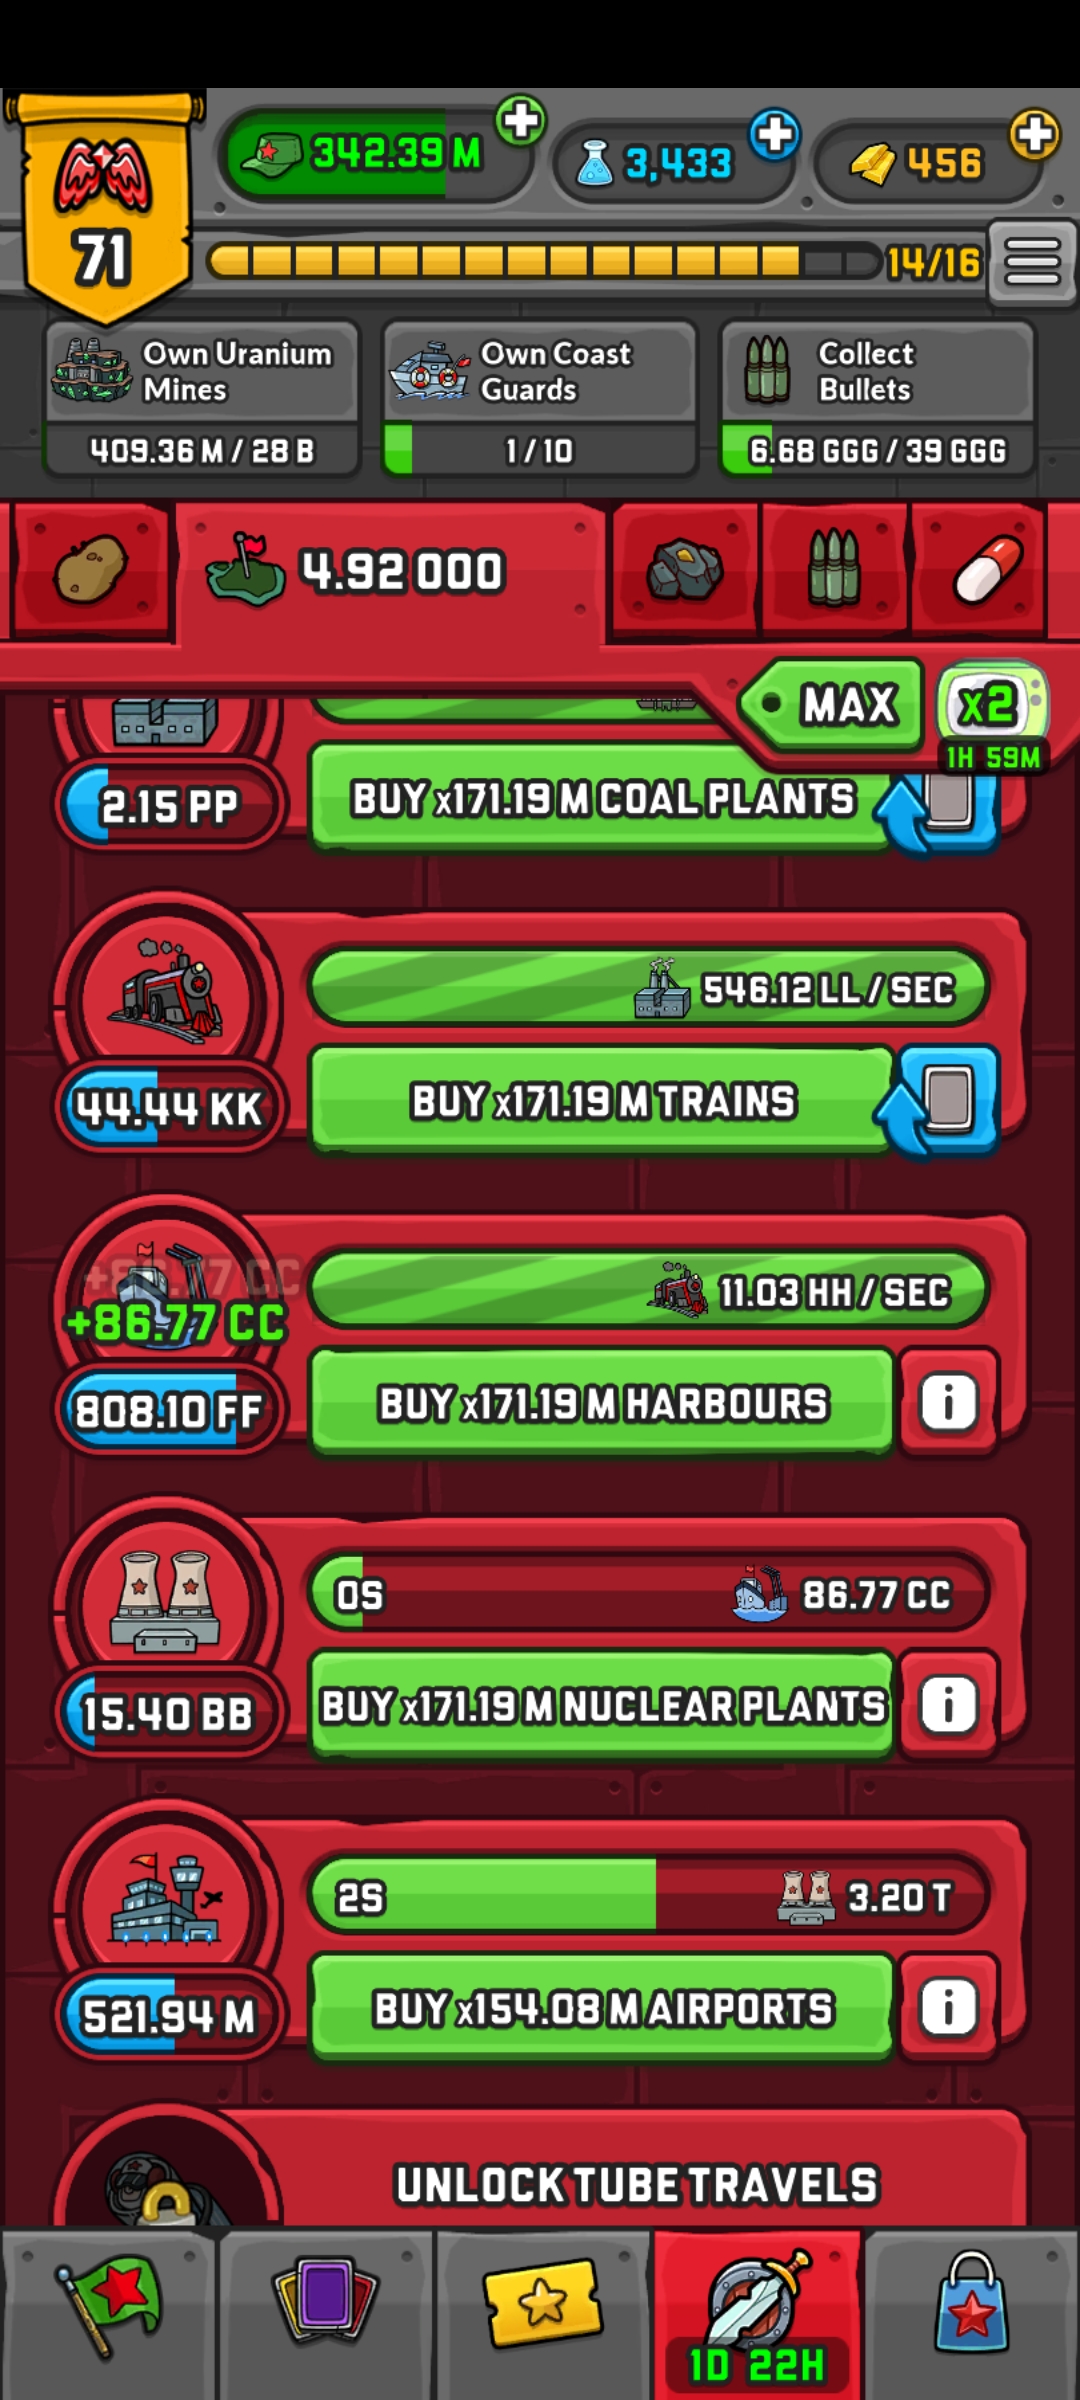 71
342.39 M
3,433
456
14/16
Own Uranium
Mines
409.36 M / 28 B
Own Coast
Guards
1 / 10
Collect
Bullets
6.68 GGG / 39 GGG
4.92 000
MAX
x2
1H 59M
2.15 PP
BUY x171.19 M COAL PLANTS
546.12 LL / SEC
44.44 KK
BUY x171.19 M TRAINS
+86.77 CC
+86.77 CC
11.03 HH / SEC
808.10 FF
BUY x171.19 M HARBOURS
i
0S
86.77 CC
15.40 BB
BUY x171.19 M NUCLEAR PLANTS
i
2S
3.20 T
521.94 M
BUY x154.08 M AIRPORTS
i
UNLOCK TUBE TRAVELS
1D 22H